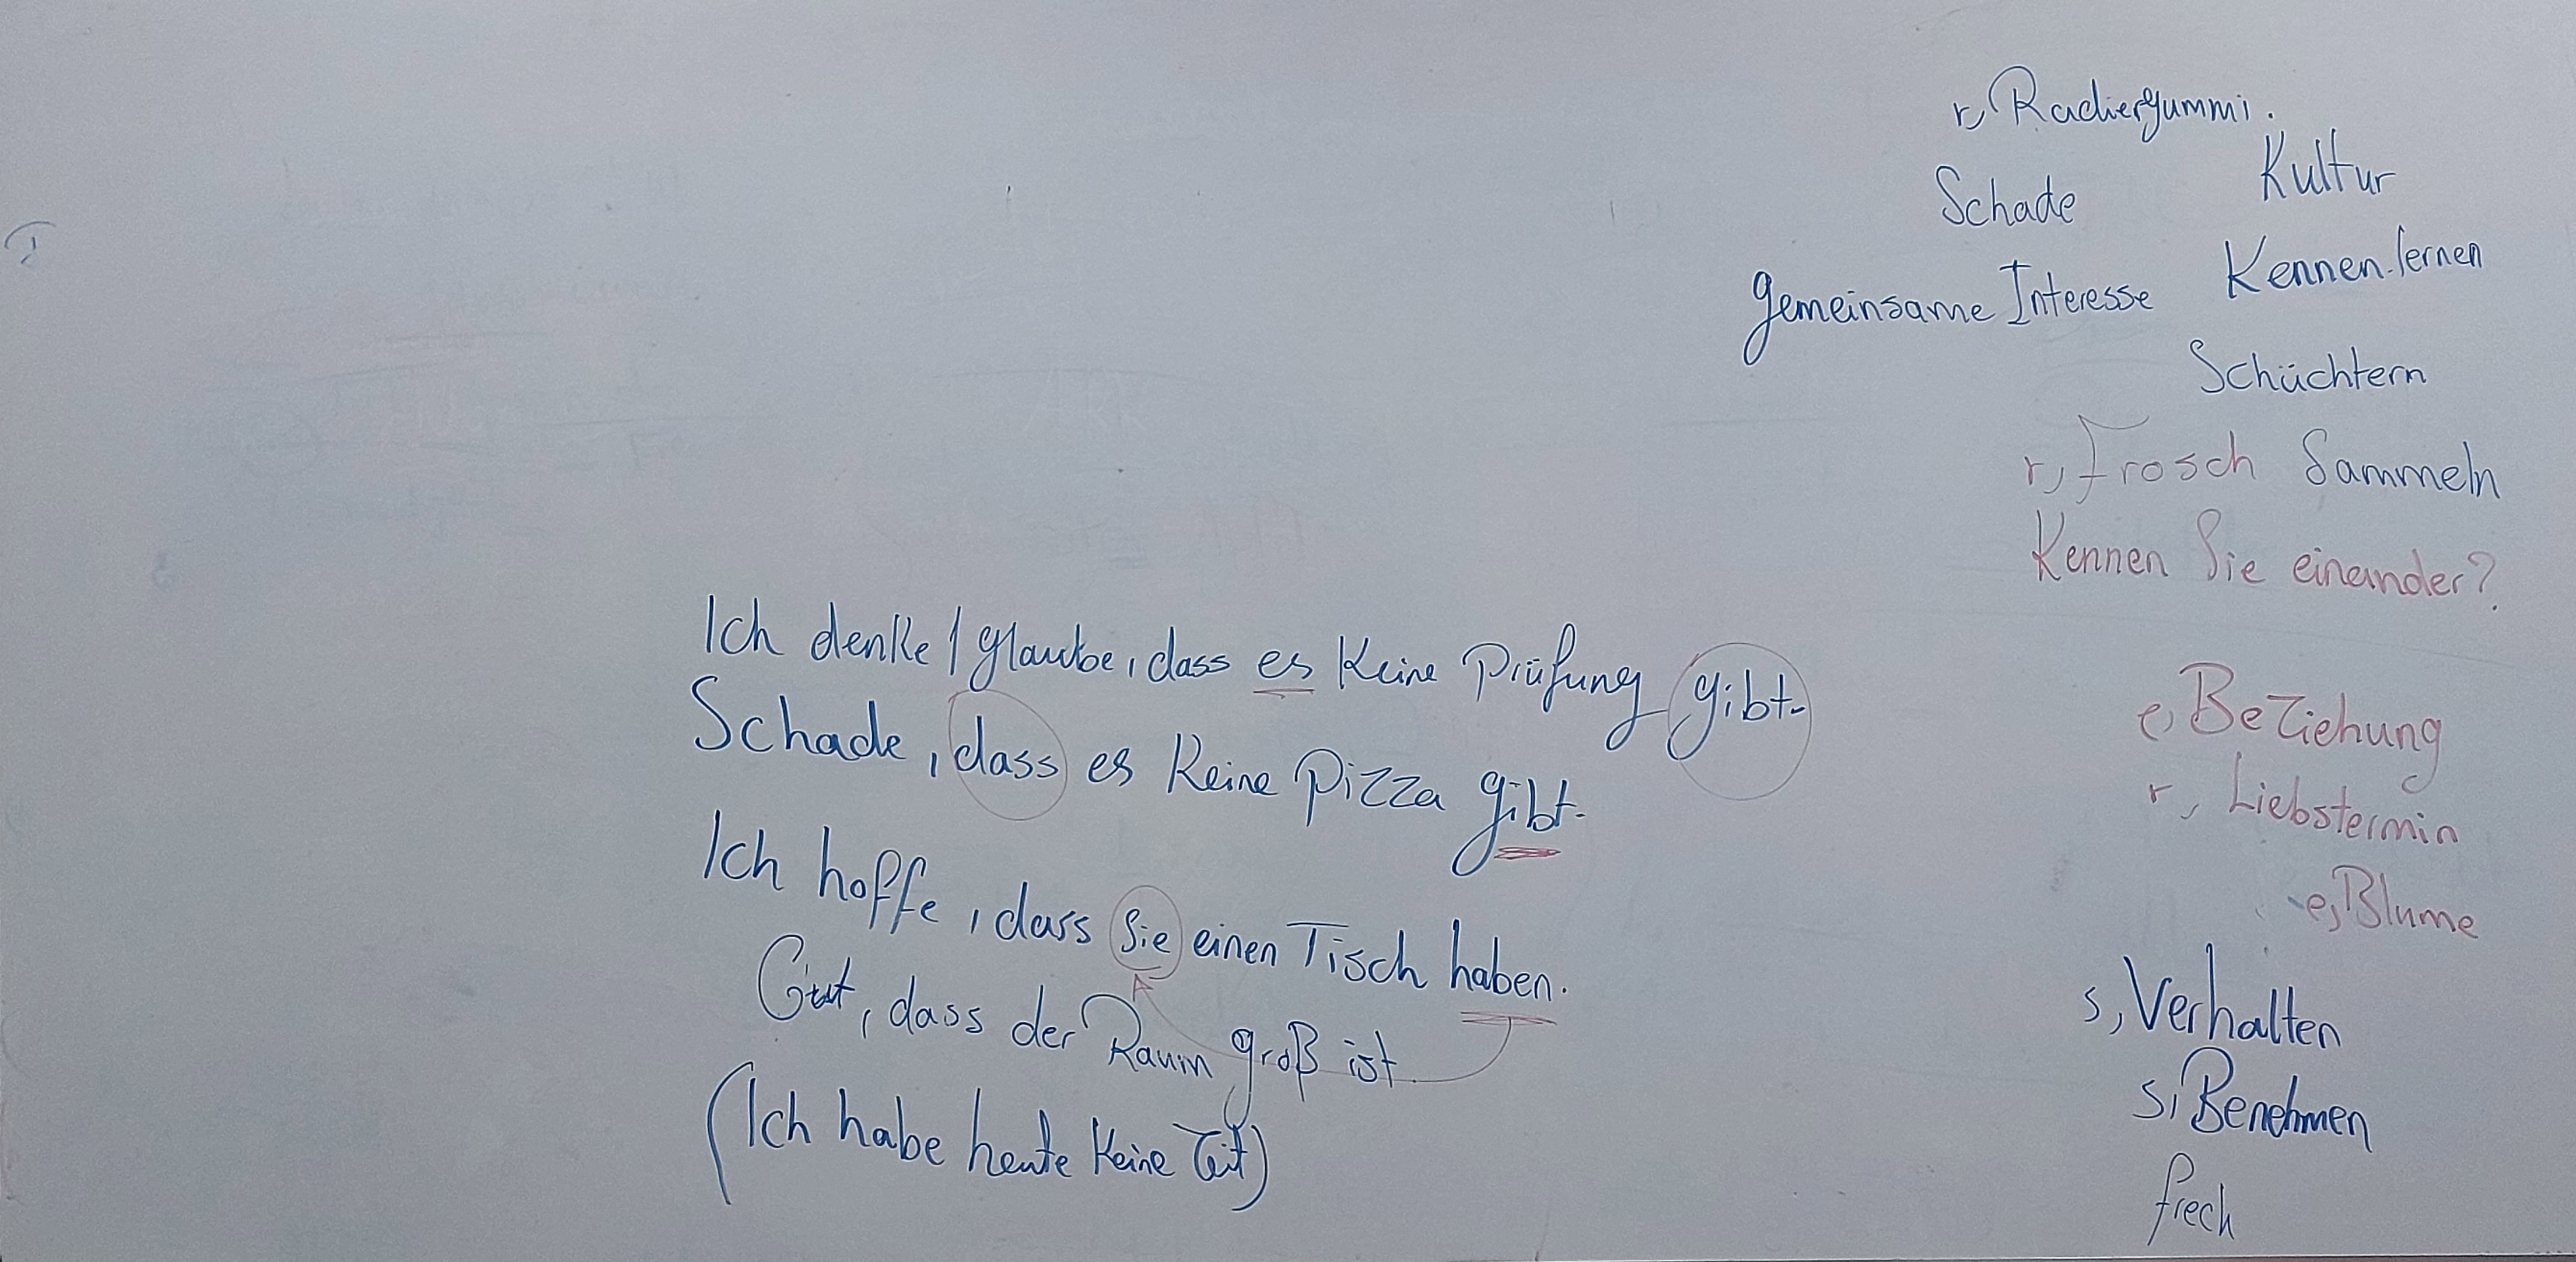 r, Radiergummi.
Schade
Kultur
gemeinsame Interesse
Kennen.lernen
Schüchtern
r, Frosch
Sammeln
Kennen Sie einander?
Ich denke / glaube, dass es keine Prüfung gibt.
Schade, dass es keine Pizza gibt.
Ich hoffe, dass Sie einen Tisch haben.
Gut, dass der Raum groß ist
(Ich habe heute keine Zeit)
e, Beziehung
r, Liebstermin
e, Blume
s, Verhalten
s, Benehmen
frech